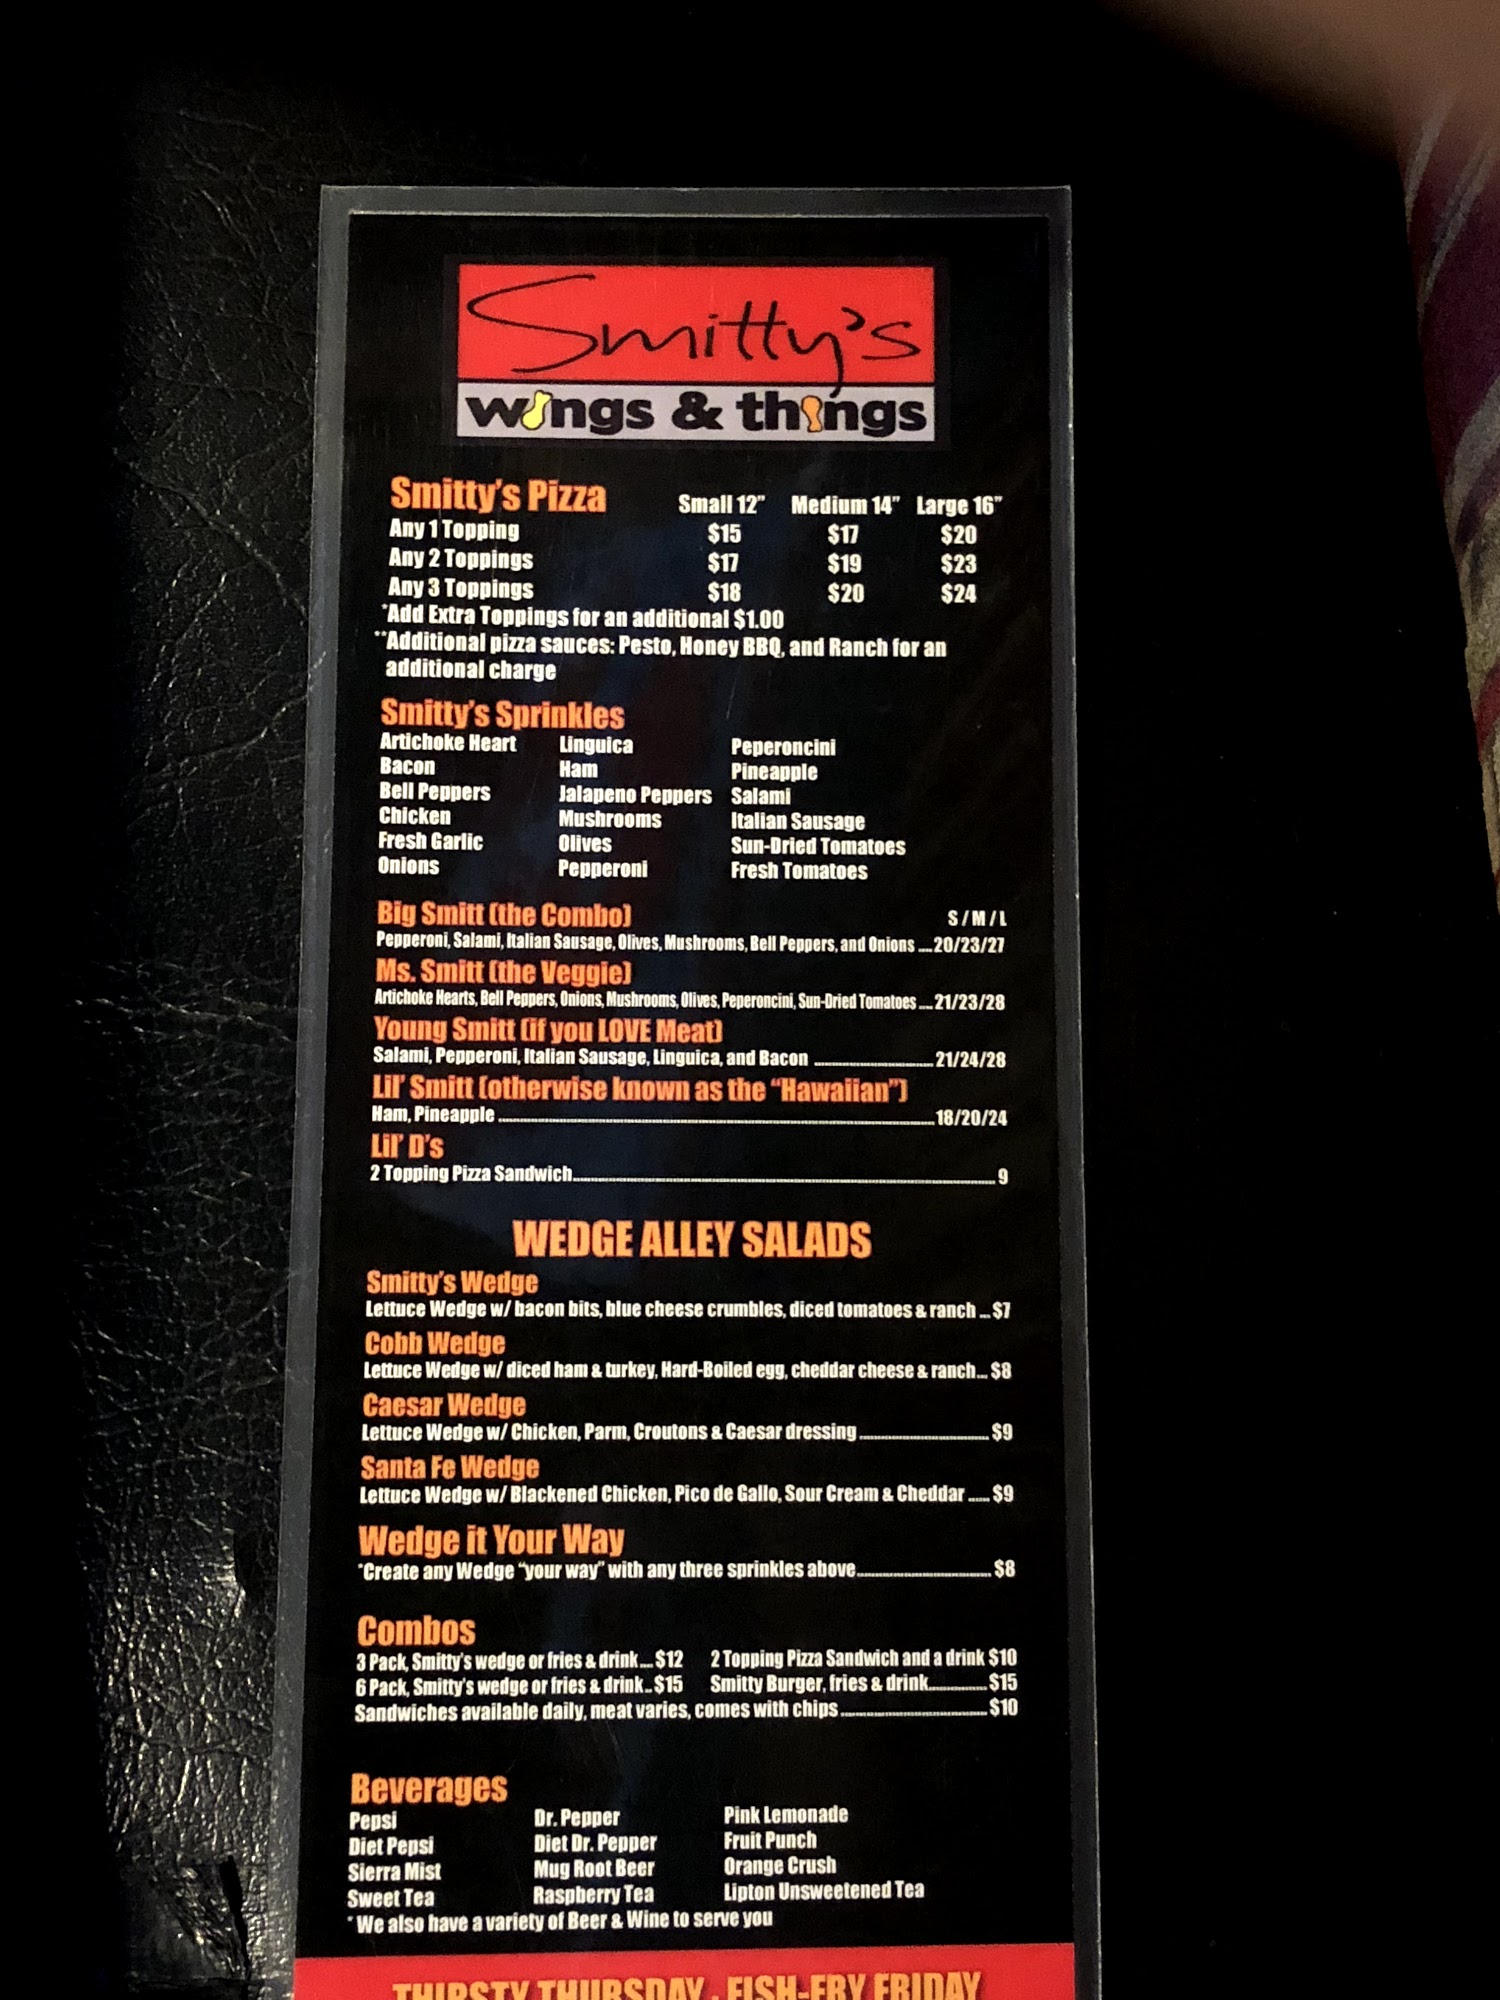 Smitty's
wings & things
Smitty's Pizza Small 12" Medium 14" Large 16"
Any 1 Topping $15 $17 $20
Any 2 Toppings $17 $19 $23
Any 3 Toppings $18 $20 $24
*Add Extra Toppings for an additional $1.00
**Additional pizza sauces: Pesto, Honey BBQ, and Ranch for an
additional charge
Smitty's Sprinkles
Artichoke Heart Linguica Peperoncini
Bacon Ham Pineapple
Bell Peppers Jalapeno Peppers Salami
Chicken Mushrooms Italian Sausage
Fresh Garlic Olives Sun-Dried Tomatoes
Onions Pepperoni Fresh Tomatoes
Big Smitt (the Combo) S/M/L
Pepperoni, Salami, Italian Sausage, Olives, Mushrooms, Bell Peppers, and Onions ....20/23/27
Ms. Smitt (the Veggie)
Artichoke Hearts, Bell Peppers, Onions, Mushrooms, Olives, Peperoncini, Sun-Dried Tomatoes ....21/23/28
Young Smitt (if you LOVE Meat)
Salami, Pepperoni, Italian Sausage, Linguica, and Bacon ........................21/24/28
Lil' Smitt (otherwise known as the "Hawaiian")
Ham, Pineapple ........................18/20/24
Lil' D's
2 Topping Pizza Sandwich........................9
WEDGE ALLEY SALADS
Smitty's Wedge
Lettuce Wedge w/ bacon bits, blue cheese crumbles, diced tomatoes & ranch ...$7
Cobb Wedge
Lettuce Wedge w/ diced ham & turkey, Hard-Boiled egg, cheddar cheese & ranch... $8
Caesar Wedge
Lettuce Wedge w/ Chicken, Parm, Croutons & Caesar dressing ........................ $9
Santa Fe Wedge
Lettuce Wedge w/ Blackened Chicken, Pico de Gallo, Sour Cream & Cheddar ...... $9
Wedge it Your Way
*Create any Wedge "your way" with any three sprinkles above........................ $8
Combos
3 Pack, Smitty's wedge or fries & drink.... $12 2 Topping Pizza Sandwich and a drink $10
6 Pack, Smitty's wedge or fries & drink.. $15 Smitty Burger, fries & drink............ $15
Sandwiches available daily, meat varies, comes with chips ........................ $10
Beverages
Pepsi Dr. Pepper Pink Lemonade
Diet Pepsi Diet Dr. Pepper Fruit Punch
Sierra Mist Mug Root Beer Orange Crush
Sweet Tea Raspberry Tea Lipton Unsweetened Tea
*We also have a variety of Beer & Wine to serve you
THIRSTY THURSDAY · FISH-FRY FRIDAY